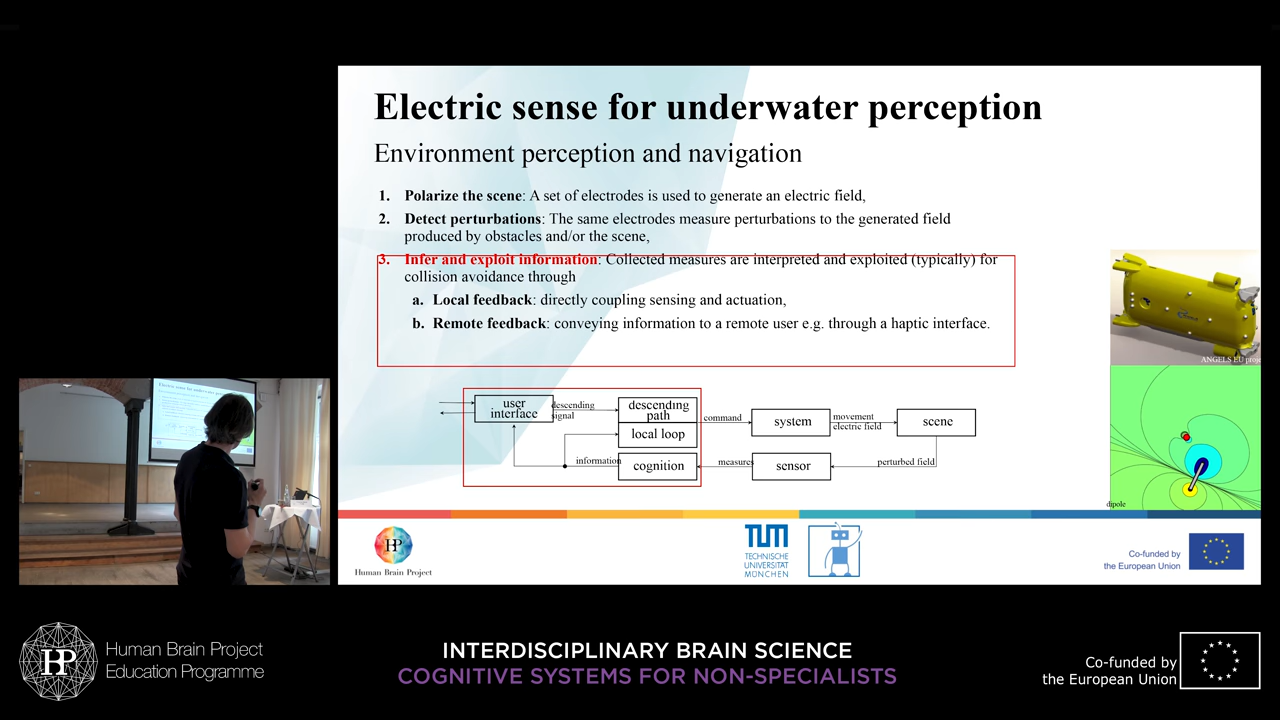 Electric sense for underwater perception
Environment perception and navigation
1. Polarize the scene: A set of electrodes is used to generate an electric field,
2. Detect perturbations: The same electrodes measure perturbations to the generated field
produced by obstacles and/or the scene,
3. Infer and exploit information: Collected measures are interpreted and exploited (typically) for
collision avoidance through
a. Local feedback: directly coupling sensing and actuation,
b. Remote feedback: conveying information to a remote user e.g. through a haptic interface.
ANGELS EU proje
user
interface
descending
signal
descending
path
local loop
command
system
movement
electric field
scene
information
cognition
measures
sensor
perturbed field
dipole
HP
Human Brain Project
TUM
TECHNISCHE
UNIVERSITÄT
MÜNCHEN
Co-funded by
the European Union
HP
Human Brain Project
Education Programme
INTERDISCIPLINARY BRAIN SCIENCE
COGNITIVE SYSTEMS FOR NON-SPECIALISTS
Co-funded by
the European Union